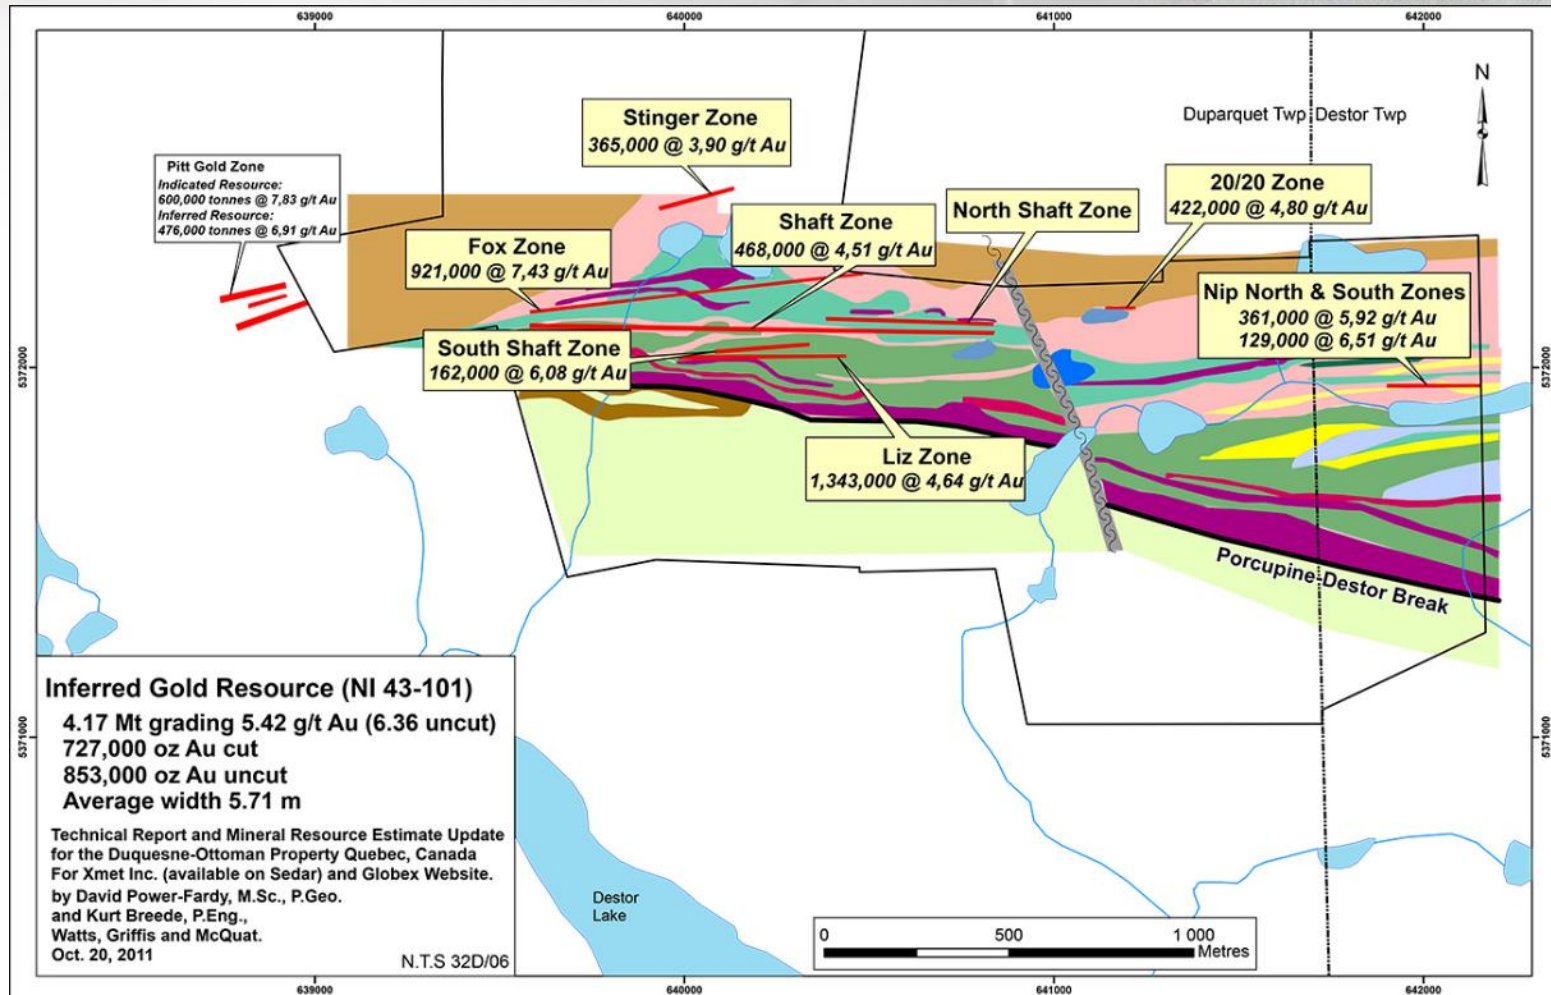 639000
640000
641000
642000
N
Duparquet Twp
Destor Twp
Stinger Zone
365,000 @ 3,90 g/t Au
Pitt Gold Zone
Indicated Resource:
600,000 tonnes @ 7,83 g/t Au
Inferred Resource:
476,000 tonnes @ 6,91 g/t Au
20/20 Zone
422,000 @ 4,80 g/t Au
North Shaft Zone
Shaft Zone
468,000 @ 4,51 g/t Au
Fox Zone
921,000 @ 7,43 g/t Au
Nip North & South Zones
361,000 @ 5,92 g/t Au
129,000 @ 6,51 g/t Au
South Shaft Zone
162,000 @ 6,08 g/t Au
5372000
5372000
Liz Zone
1,343,000 @ 4,64 g/t Au
Porcupine-Destor Break
Inferred Gold Resource (NI 43-101)
4.17 Mt grading 5.42 g/t Au (6.36 uncut)
727,000 oz Au cut
853,000 oz Au uncut
Average width 5.71 m
5371000
5371000
Technical Report and Mineral Resource Estimate Update
for the Duquesne-Ottoman Property Quebec, Canada
For Xmet Inc. (available on Sedar) and Globex Website.
by David Power-Fardy, M.Sc., P.Geo.
and Kurt Breede, P.Eng.,
Watts, Griffis and McQuat.
Oct. 20, 2011
N.T.S 32D/06
Destor
Lake
0
500
1 000
Metres
639000
640000
641000
642000